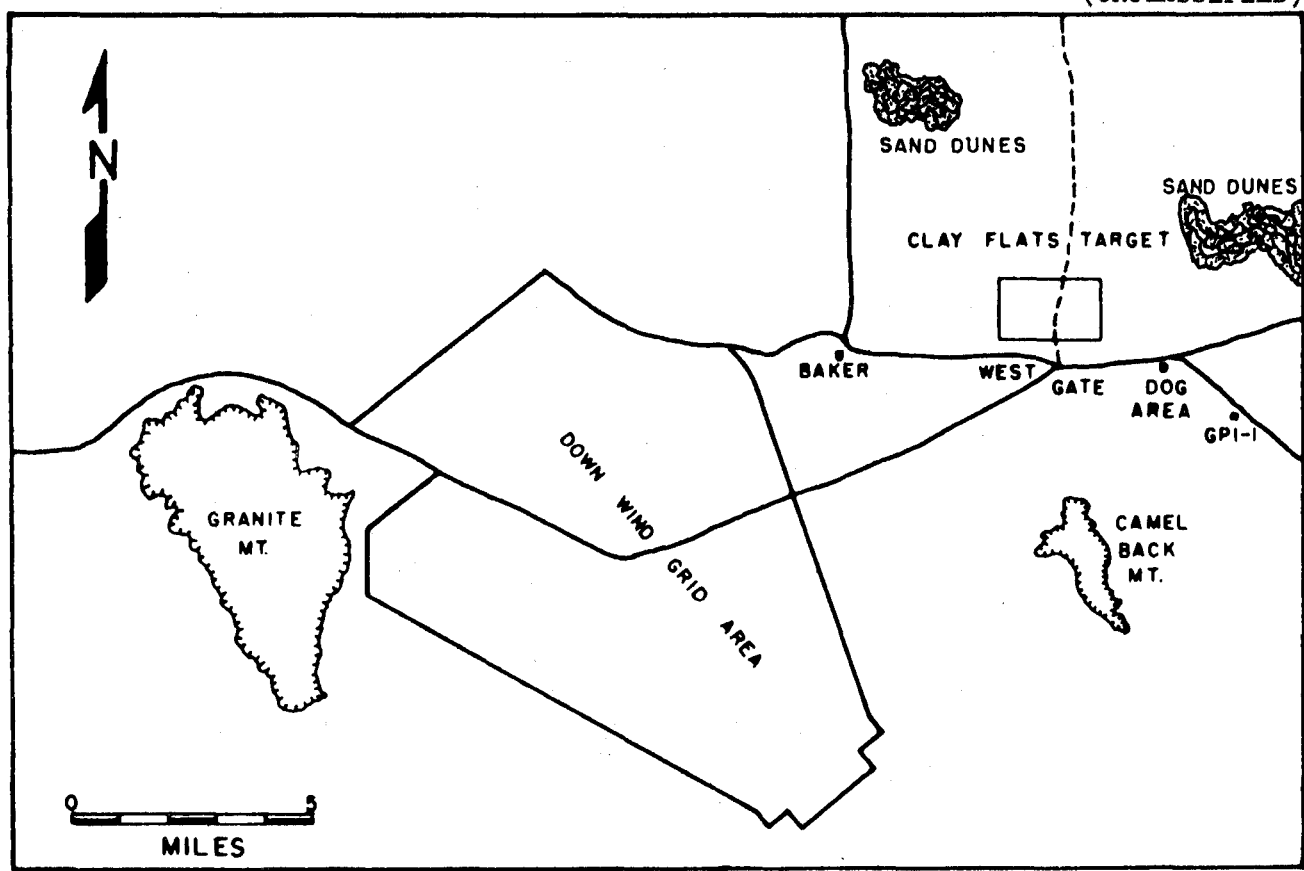 N
SAND DUNES
SAND DUNES
CLAY FLATS TARGET
BAKER
WEST
GATE
DOG
AREA
GPI-I
DOWN WIND GRID AREA
GRANITE
MT.
CAMEL
BACK
MT.
0 5
MILES